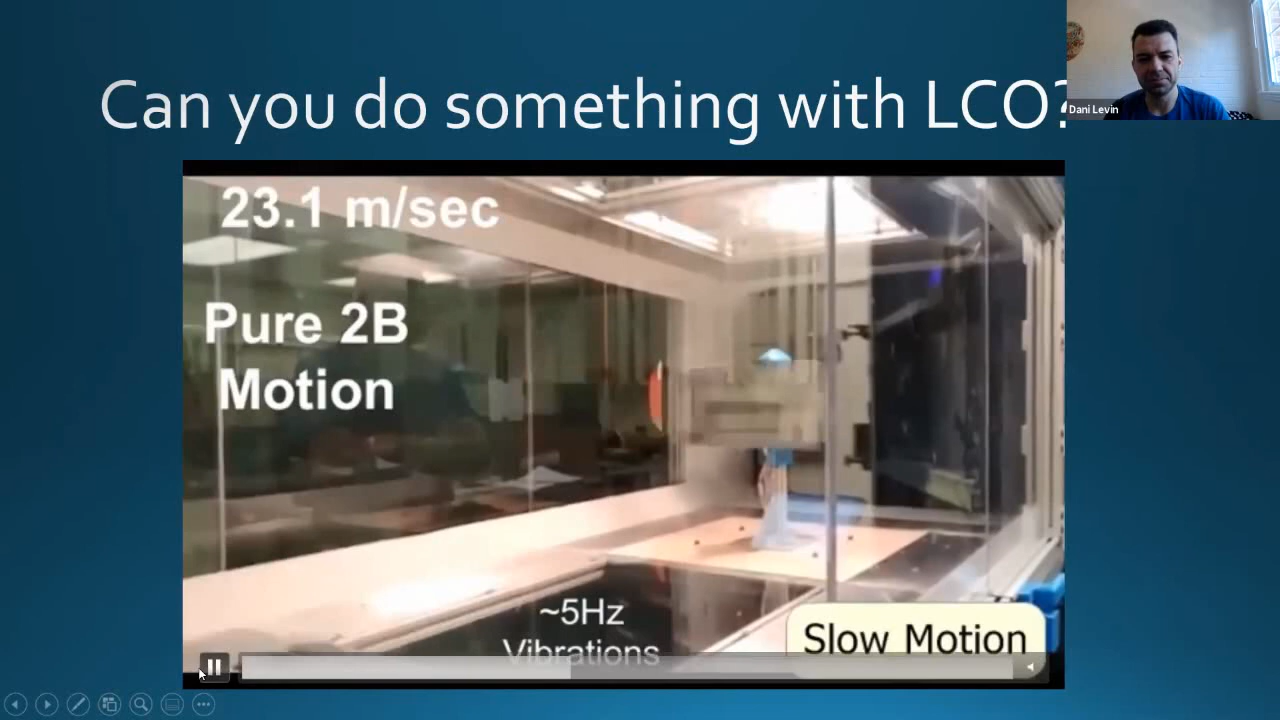 Can you do something with LCO?
Dani Levin
23.1 m/sec
Pure 2B
Motion
~5Hz
Vibrations
Slow Motion